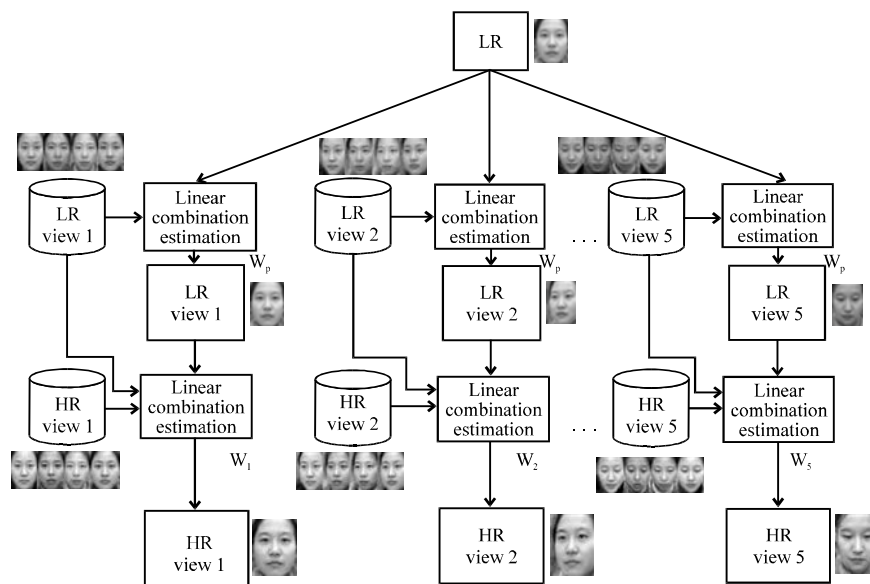 LR
LR
view 1
Linear
combination
estimation
LR
view 2
Linear
combination
estimation
. . .
LR
view 5
Linear
combination
estimation
Wp
Wp
Wp
LR
view 1
LR
view 2
LR
view 5
HR
view 1
Linear
combination
estimation
HR
view 2
Linear
combination
estimation
. . .
HR
view 5
Linear
combination
estimation
W1
W2
W5
HR
view 1
HR
view 2
HR
view 5